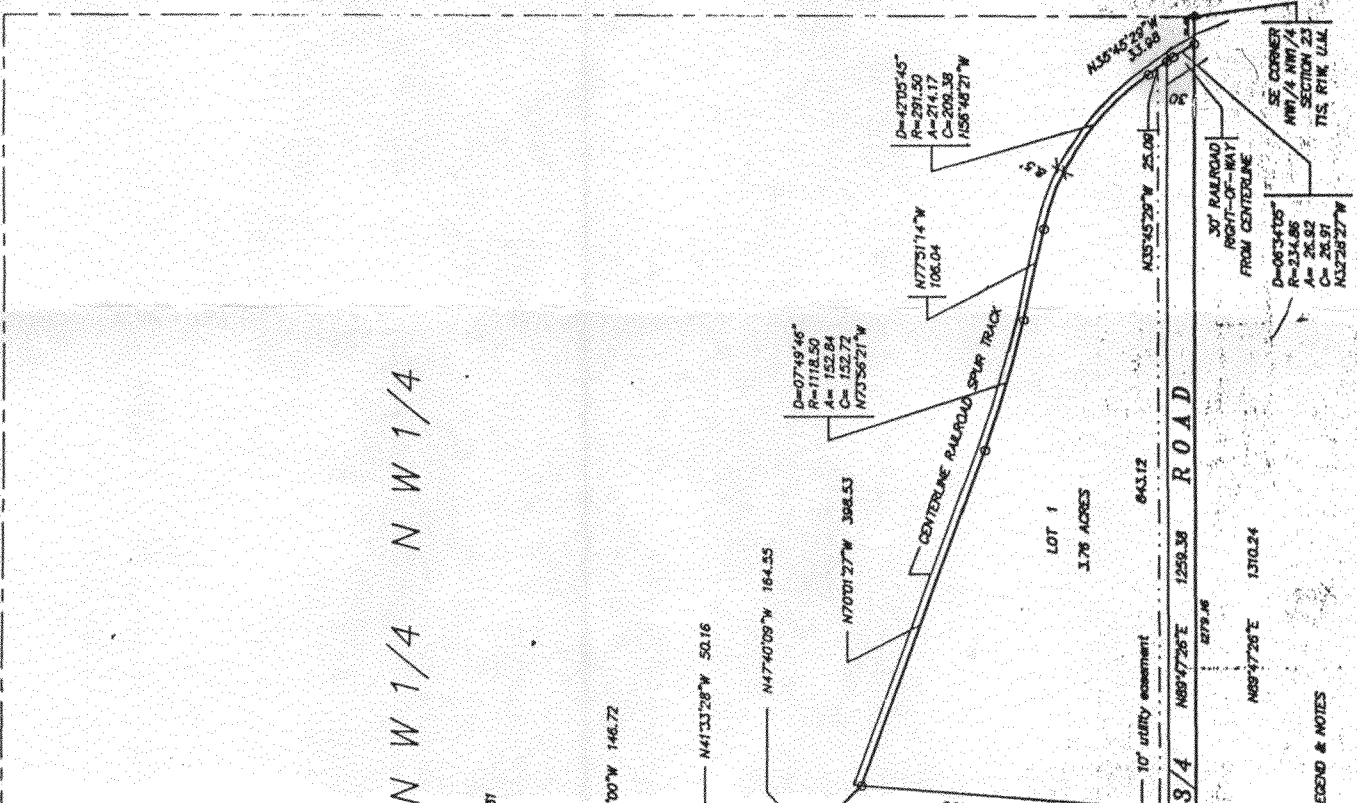 N35°45'29"W
33.98
SE CORNER
NW1/4 NW1/4
SECTION 23
T1S, R1W, U.M.
D=42°05'45"
R=291.50
A=214.17
C=209.38
N56°48'21"W
30
4.5'
N35°45'29"W 25.09
30' RAILROAD
RIGHT-OF-WAY
FROM CENTERLINE
D=06°34'05"
R=234.86
A= 26.92
C= 26.91
N32°28'27"W
N77°51'14"W
106.04
D=07°49'46"
R=1118.50
A= 152.84
C= 152.72
N73°56'21"W
CENTERLINE RAILROAD SPUR TRACK
N70°01'27"W 398.53
LOT 1
3.76 ACRES
843.12
N W 1/4 N W 1/4
N47°40'09"W 164.55
N41°33'28"W 50.16
'00"W 146.72
10' utility easement
3/4 ROAD
N89°47'26"E 1259.38
1279.16
N89°47'26"E 1310.24
EGEND & NOTES